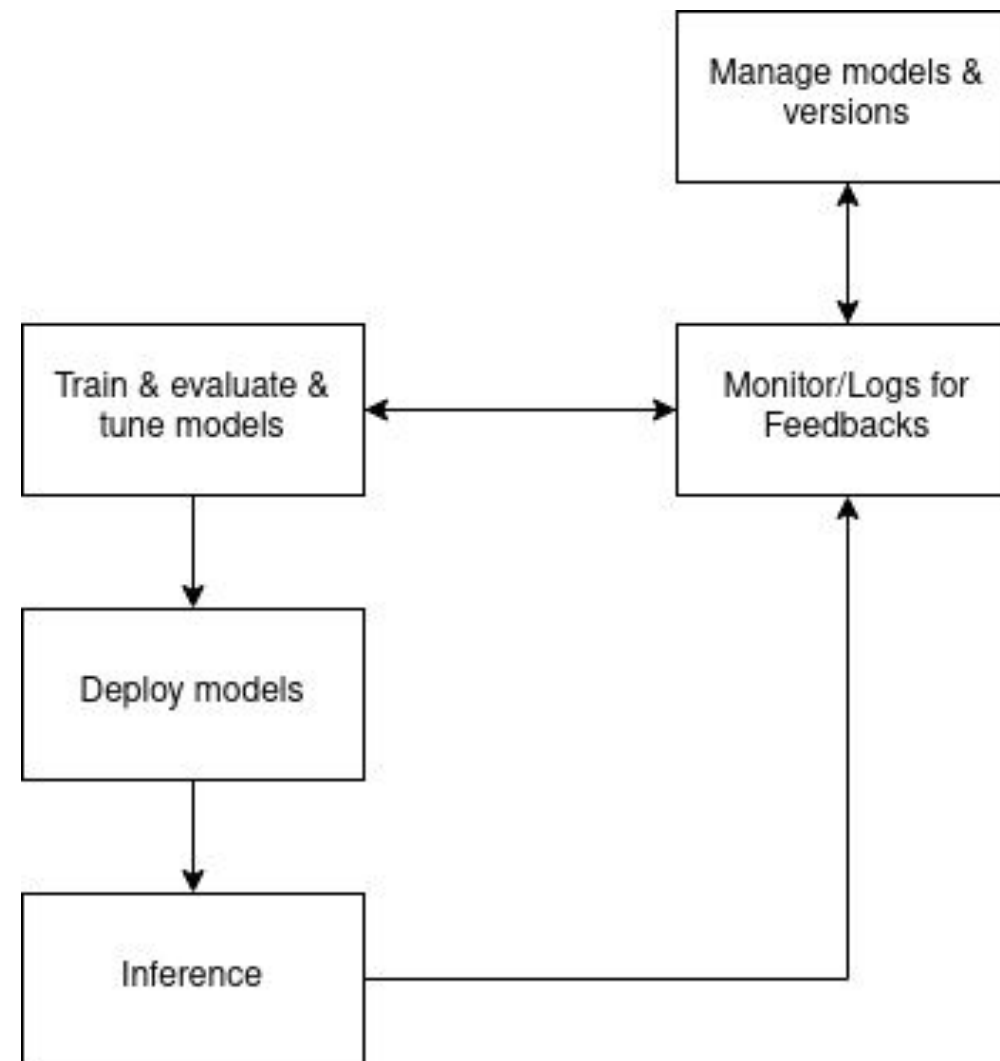 Manage models &
versions
Train & evaluate &
tune models
Monitor/Logs for
Feedbacks
Deploy models
Inference